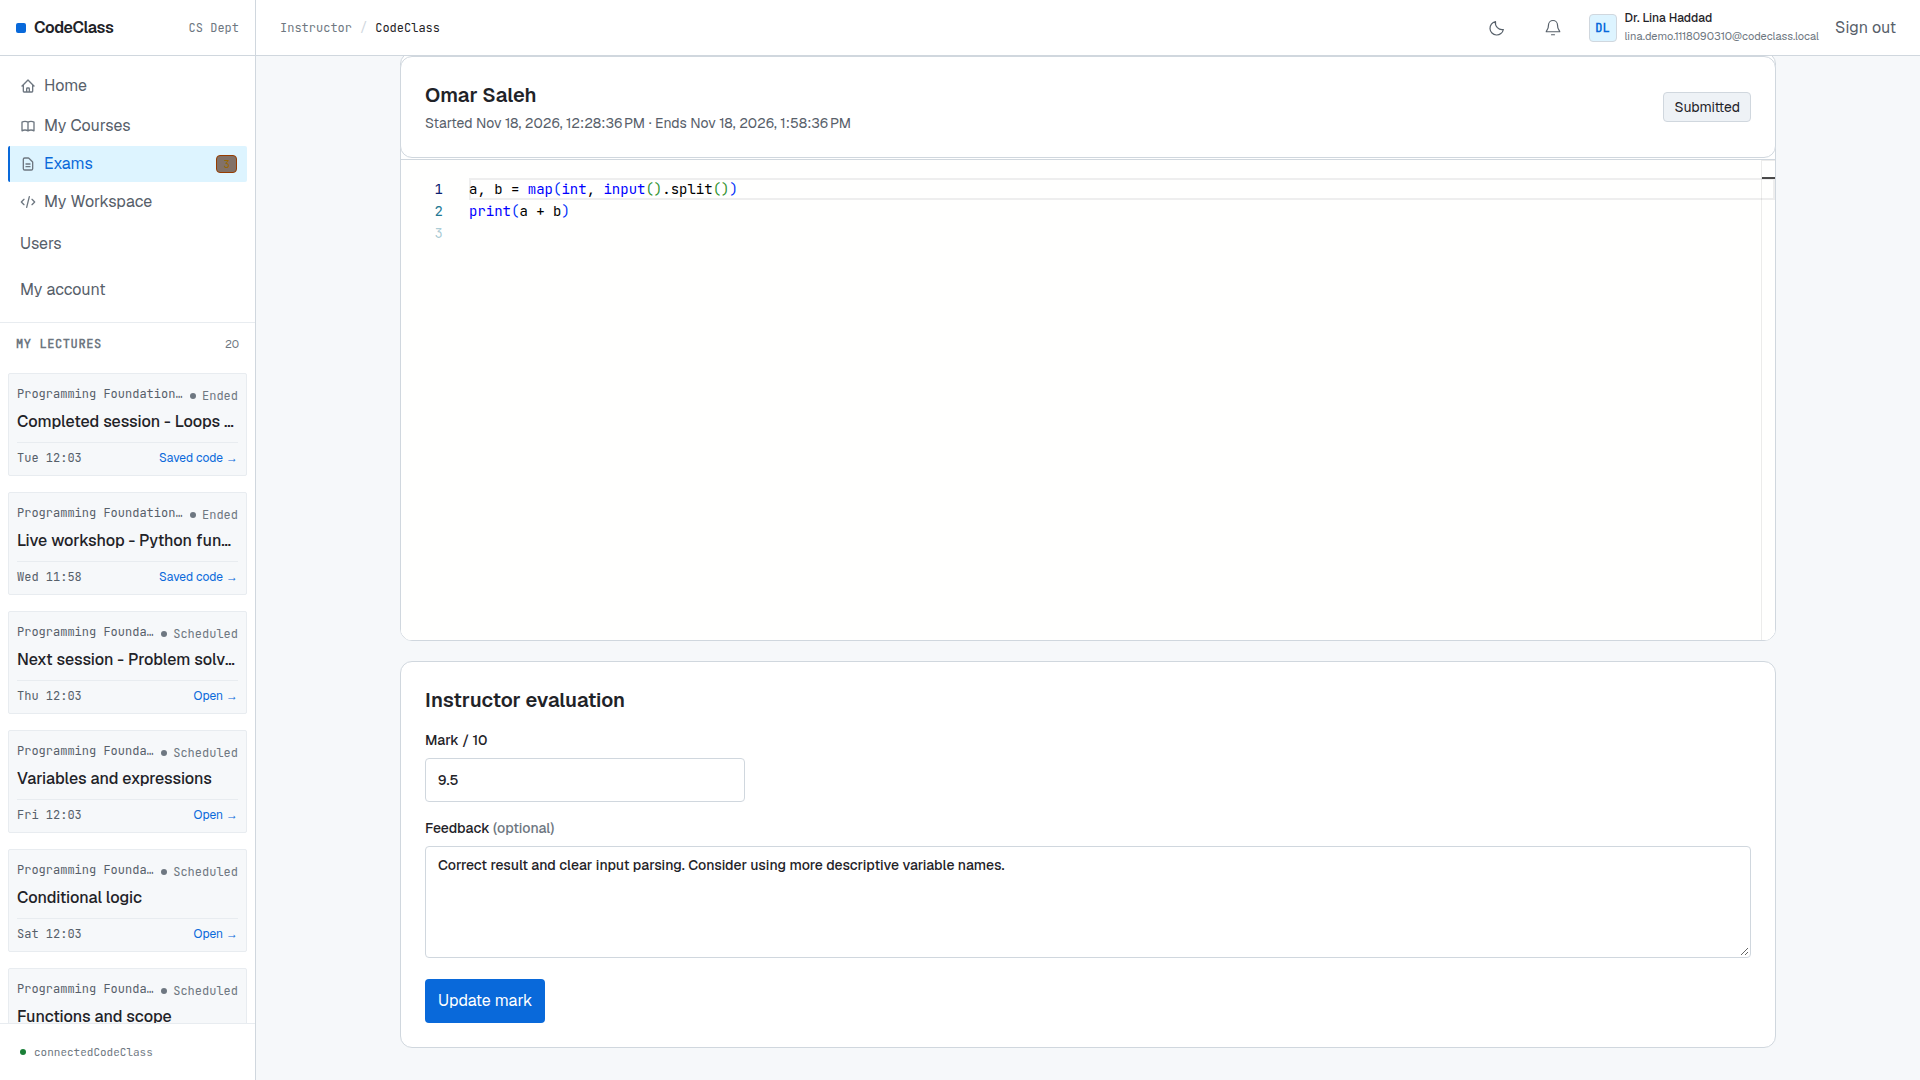 CodeClass
CS Dept
Instructor / CodeClass
DL
Dr. Lina Haddad
lina.demo.1118090310@codeclass.local
Sign out
Home
My Courses
Exams
My Workspace
Users
My account
MY LECTURES
20
Programming Foundation…
Ended
Completed session - Loops …
Tue 12:03
Saved code →
Programming Foundation…
Ended
Live workshop - Python fun…
Wed 11:58
Saved code →
Programming Founda…
Scheduled
Next session - Problem solv…
Thu 12:03
Open →
Programming Founda…
Scheduled
Variables and expressions
Fri 12:03
Open →
Programming Founda…
Scheduled
Conditional logic
Sat 12:03
Open →
Programming Founda…
Scheduled
Functions and scope
connectedCodeClass
Omar Saleh
Started Nov 18, 2026, 12:28:36 PM · Ends Nov 18, 2026, 1:58:36 PM
Submitted
1 a, b = map(int, input().split())
2 print(a + b)
3
Instructor evaluation
Mark / 10
9.5
Feedback (optional)
Correct result and clear input parsing. Consider using more descriptive variable names.
Update mark